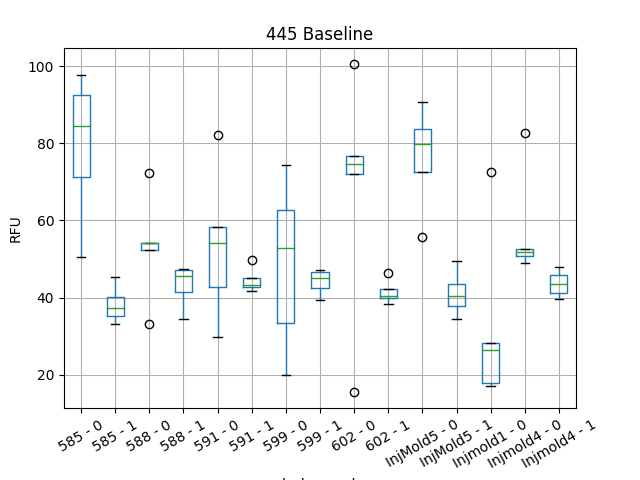 445 Baseline
RFU
100
80
60
40
20
585 - 0
585 - 1
588 - 0
588 - 1
591 - 0
591 - 1
599 - 0
599 - 1
602 - 0
602 - 1
InjMold5 - 0
InjMold5 - 1
Injmold1 - 0
Injmold4 - 0
Injmold4 - 1